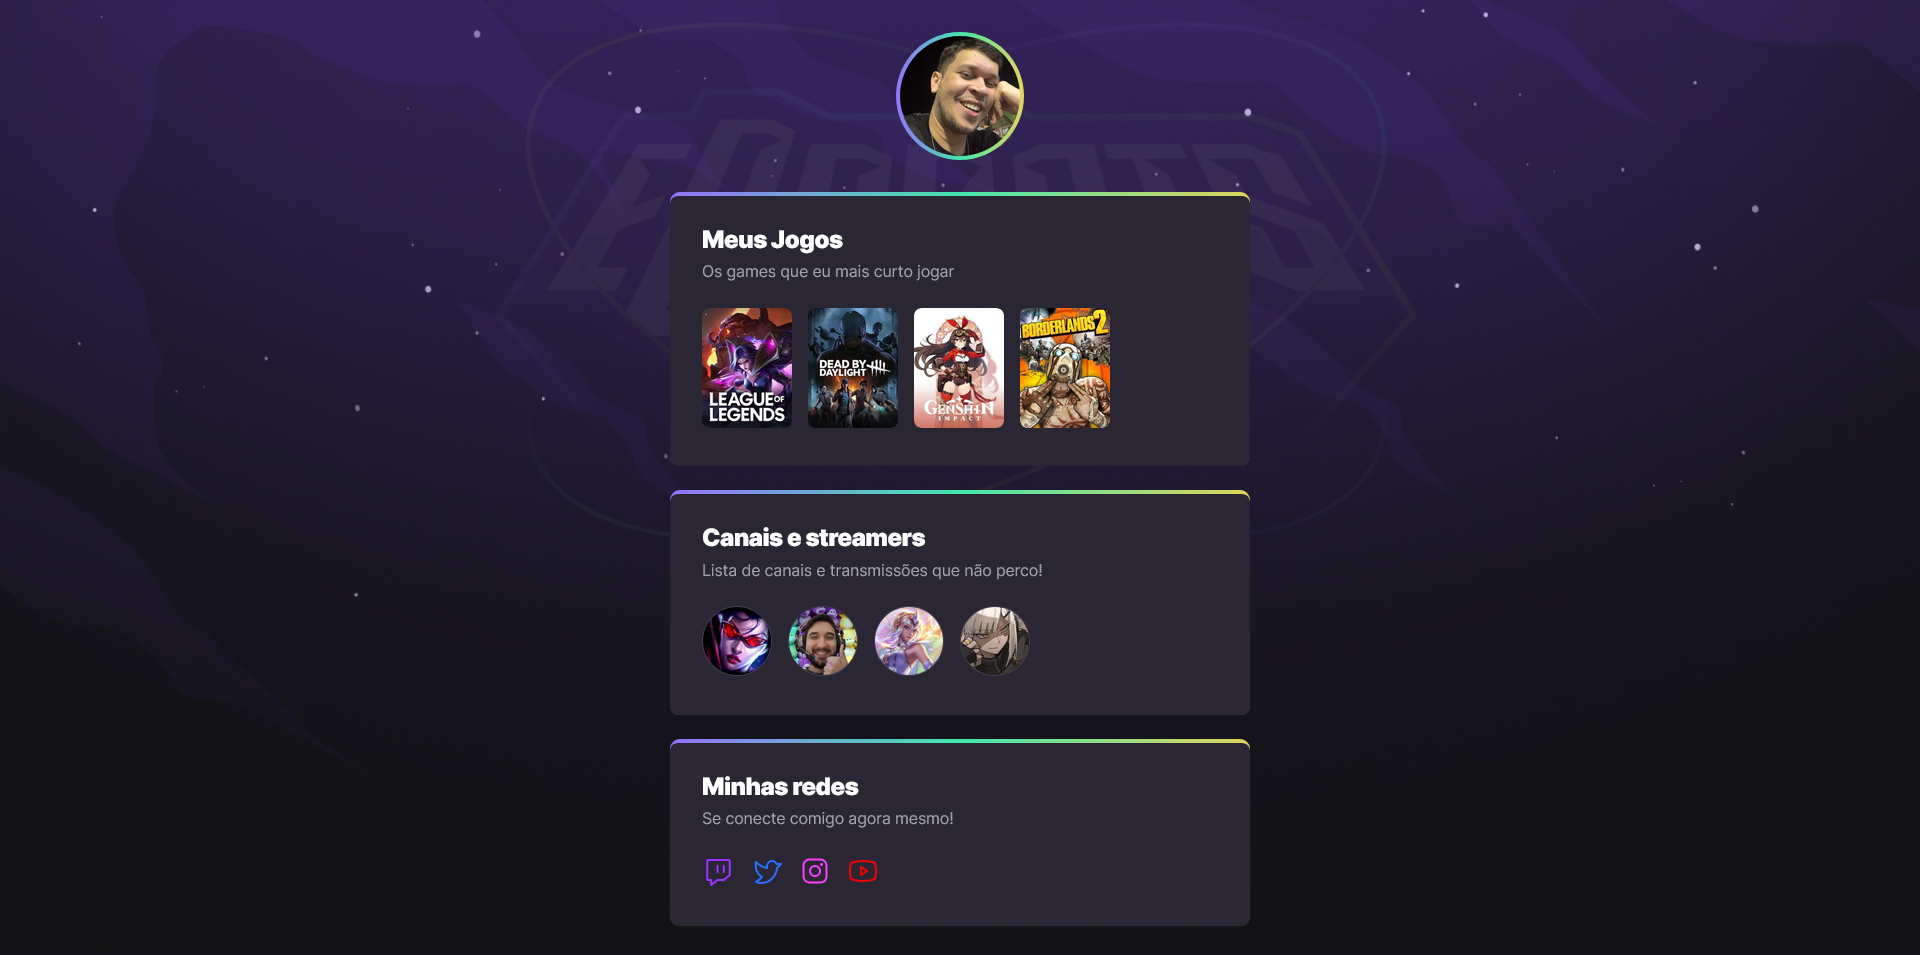 Meus Jogos
Os games que eu mais curto jogar
LEAGUE OF
LEGENDS
DEAD BY
DAYLIGHT
GENSHIN
IMPACT
BORDERLANDS 2
Canais e streamers
Lista de canais e transmissões que não perco!
Minhas redes
Se conecte comigo agora mesmo!